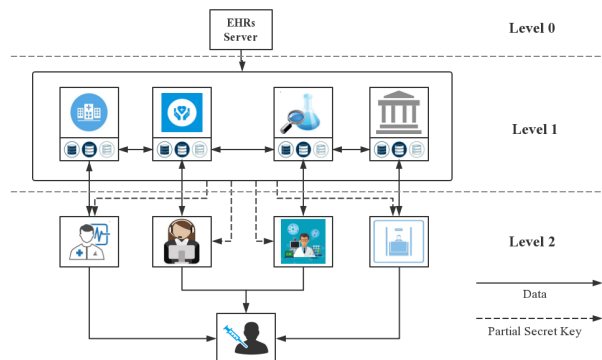 EHRs
Server
Level 0
Level 1
Level 2
Data
Partial Secret Key